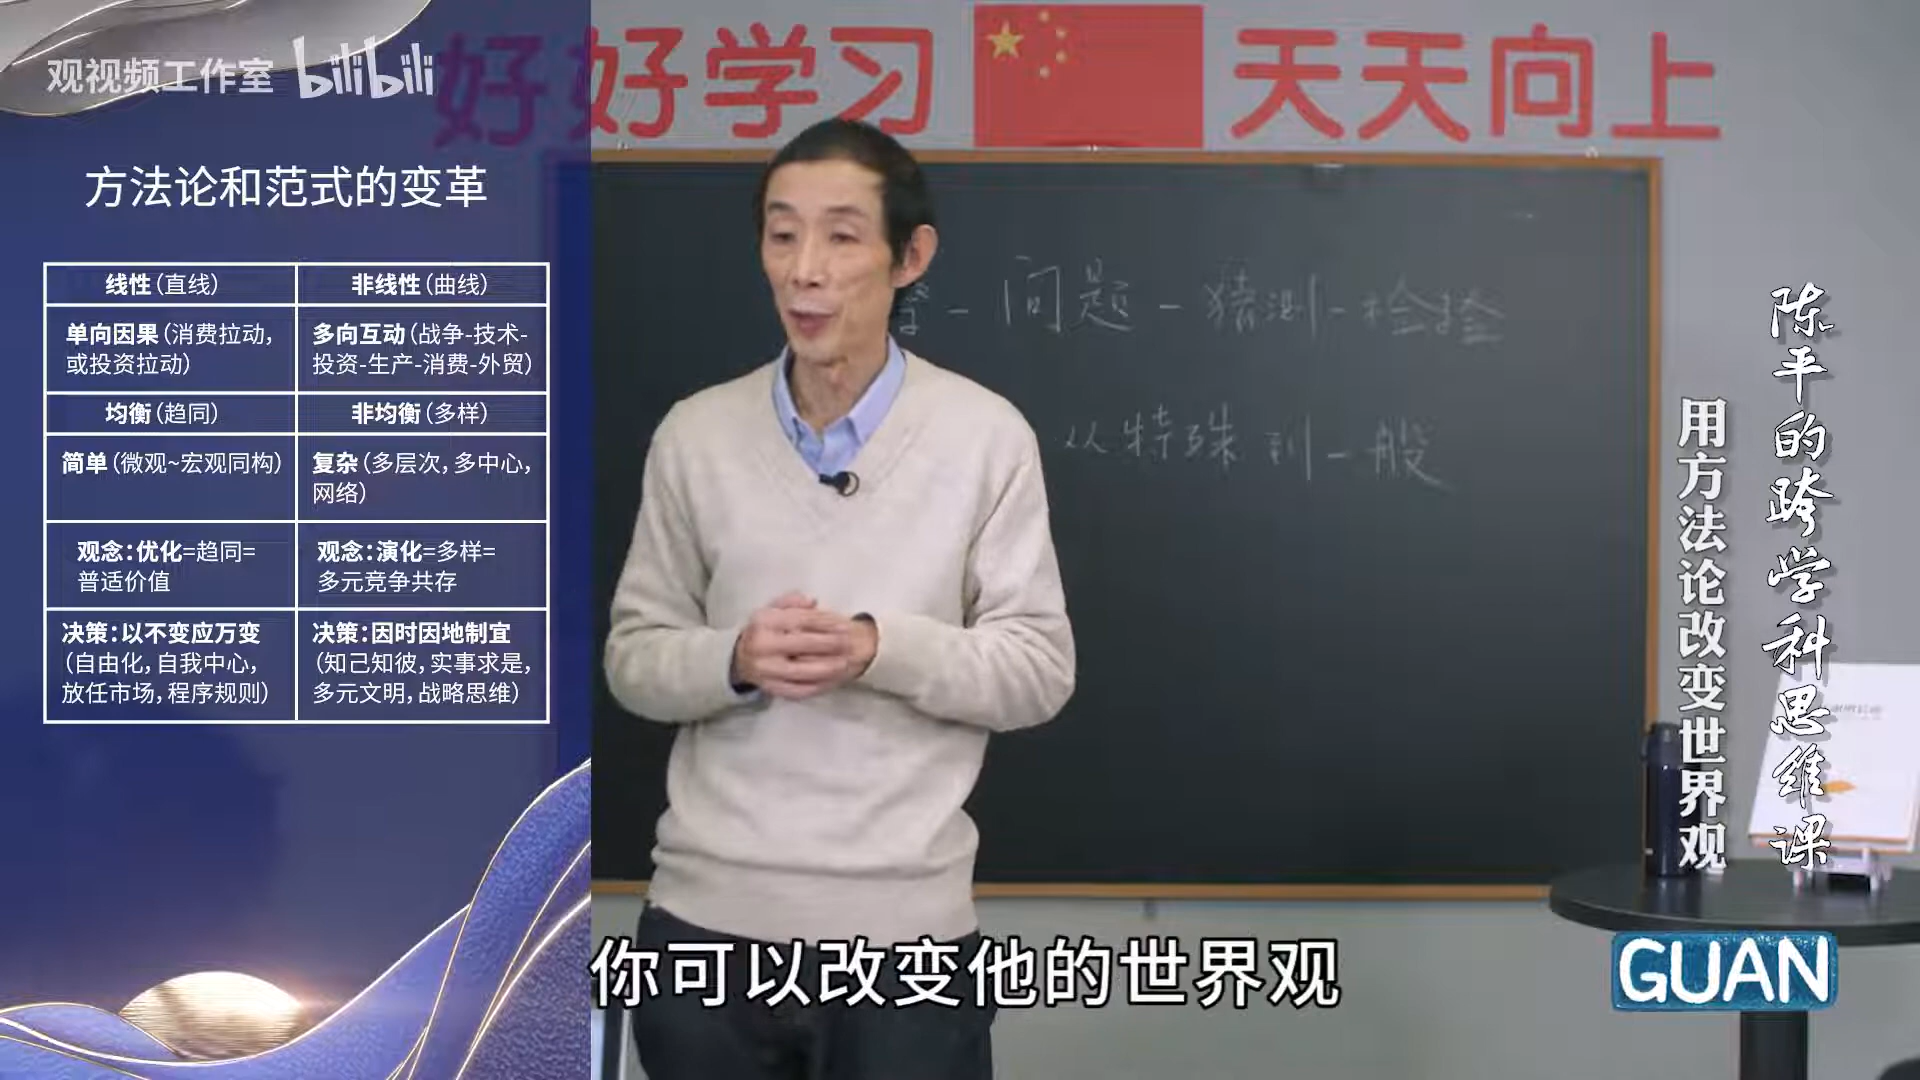 观视频工作室 bilibili
好好学习 天天向上
方法论和范式的变革
线性（直线） 非线性（曲线）
单向因果（消费拉动， 多向互动（战争-技术-
或投资拉动） 投资-生产-消费-外贸）
均衡（趋同） 非均衡（多样）
简单（微观~宏观同构） 复杂（多层次，多中心，
网络）
观念：优化=趋同= 观念：演化=多样=
普适价值 多元竞争共存
决策：以不变应万变 决策：因时因地制宜
（自由化，自我中心， （知己知彼，实事求是，
放任市场，程序规则） 多元文明，战略思维）
- 问题 - 猜测 - 检验
从特殊到一般
陈平的跨学科思维课
用方法论改变世界观
你可以改变他的世界观
GUAN